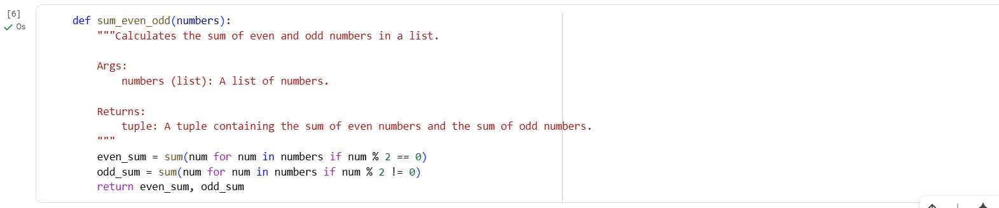 [6]
0s
def sum_even_odd(numbers):
"""Calculates the sum of even and odd numbers in a list.
Args:
numbers (list): A list of numbers.
Returns:
tuple: A tuple containing the sum of even numbers and the sum of odd numbers.
"""
even_sum = sum(num for num in numbers if num % 2 == 0)
odd_sum = sum(num for num in numbers if num % 2 != 0)
return even_sum, odd_sum